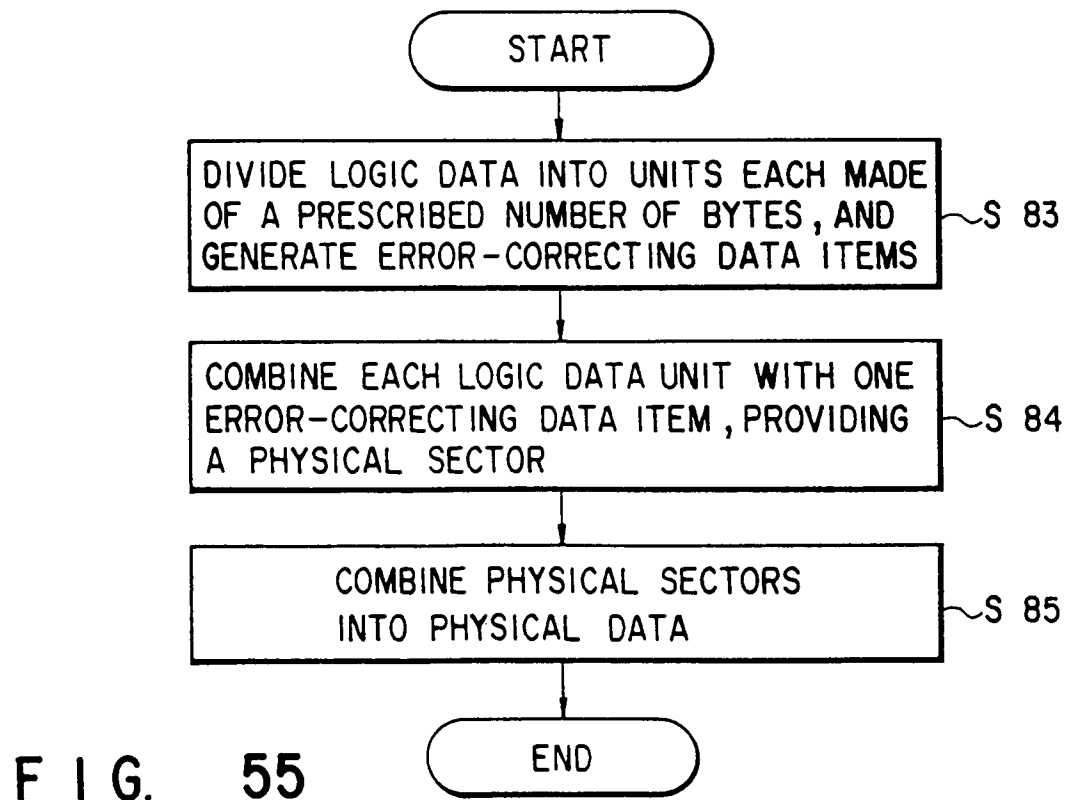 START
DIVIDE LOGIC DATA INTO UNITS EACH MADE
OF A PRESCRIBED NUMBER OF BYTES, AND
GENERATE ERROR-CORRECTING DATA ITEMS
S 83
COMBINE EACH LOGIC DATA UNIT WITH ONE
ERROR-CORRECTING DATA ITEM, PROVIDING
A PHYSICAL SECTOR
S 84
COMBINE PHYSICAL SECTORS
INTO PHYSICAL DATA
S 85
END
FIG. 55